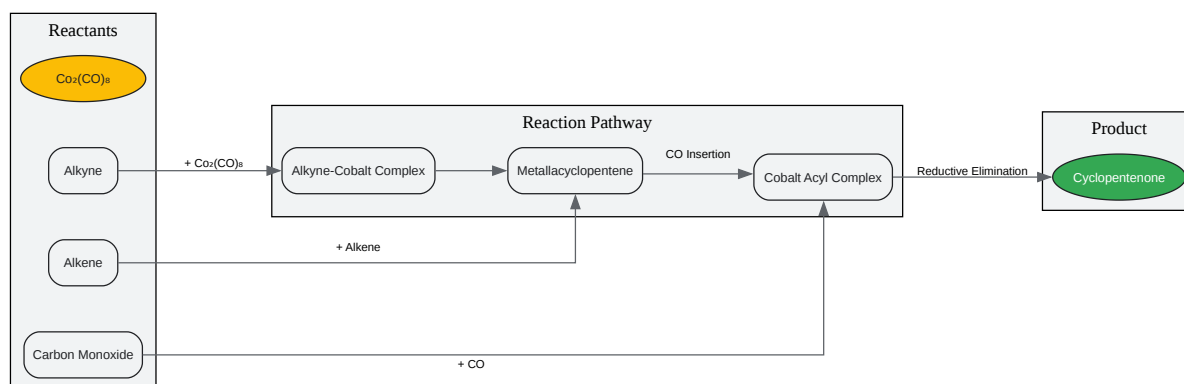 Reactants
Co₂(CO)₈
Reaction Pathway
Product
Alkyne
+ Co₂(CO)₈
Alkyne-Cobalt Complex
Metallacyclopentene
CO Insertion
Cobalt Acyl Complex
Reductive Elimination
Cyclopentenone
Alkene
+ Alkene
Carbon Monoxide
+ CO